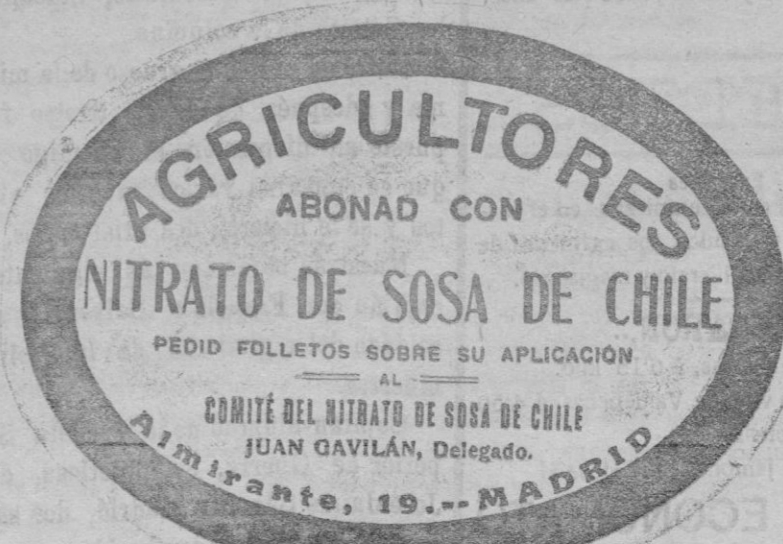 AGRICULTORES
ABONAD CON
NITRATO DE SOSA DE CHILE
PEDID FOLLETOS SOBRE SU APLICACIÓN
AL
COMITÉ DEL NITRATO DE SOSA DE CHILE
JUAN GAVILÁN, Delegado.
Almirante, 19.--MADRID